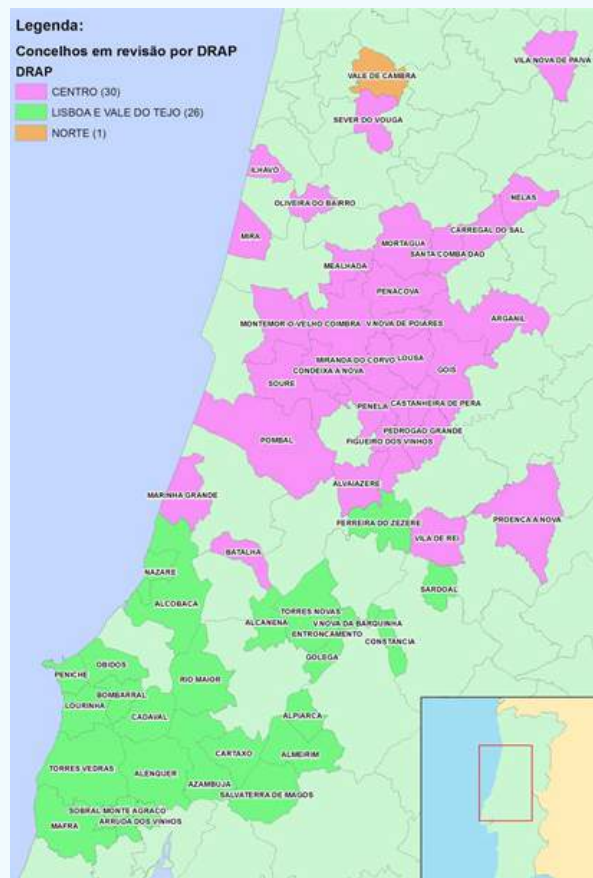 Legenda:
Concelhos em revisão por DRAP
DRAP
CENTRO (30)
LISBOA E VALE DO TEJO (26)
NORTE (1)
VALE DE CAMBRA
VILA NOVA DE PAIVA
SEVER DO VOUGA
ILHAVO
OLIVEIRA DO BAIRRO
NELAS
MIRA
CARREGAL DO SAL
MORTAGUA
SANTA COMBA DAO
MEALHADA
PENACOVA
ARGANIL
MONTEMOR-O-VELHO
COIMBRA
V.NOVA DE POIARES
MIRANDA DO CORVO
LOUSA
CONDEIXA A NOVA
GOIS
SOURE
PENELA
CASTANHEIRA DE PERA
POMBAL
PEDROGAO GRANDE
FIGUEIRO DOS VINHOS
ALVAIAZERE
MARINHA GRANDE
FERREIRA DO ZEZERE
PROENCA A NOVA
VILA DE REI
BATALHA
NAZARE
SARDOAL
ALCOBACA
TORRES NOVAS
ALCANENA
V.NOVA DA BARQUINHA
ENTRONCAMENTO
CONSTANCIA
GOLEGA
OBIDOS
PENICHE
RIO MAIOR
BOMBARRAL
LOURINHA
CADAVAL
ALPIARCA
CARTAXO
ALMEIRIM
TORRES VEDRAS
ALENQUER
AZAMBUJA
SALVATERRA DE MAGOS
SOBRAL MONTE AGRACO
ARRUDA DOS VINHOS
MAFRA